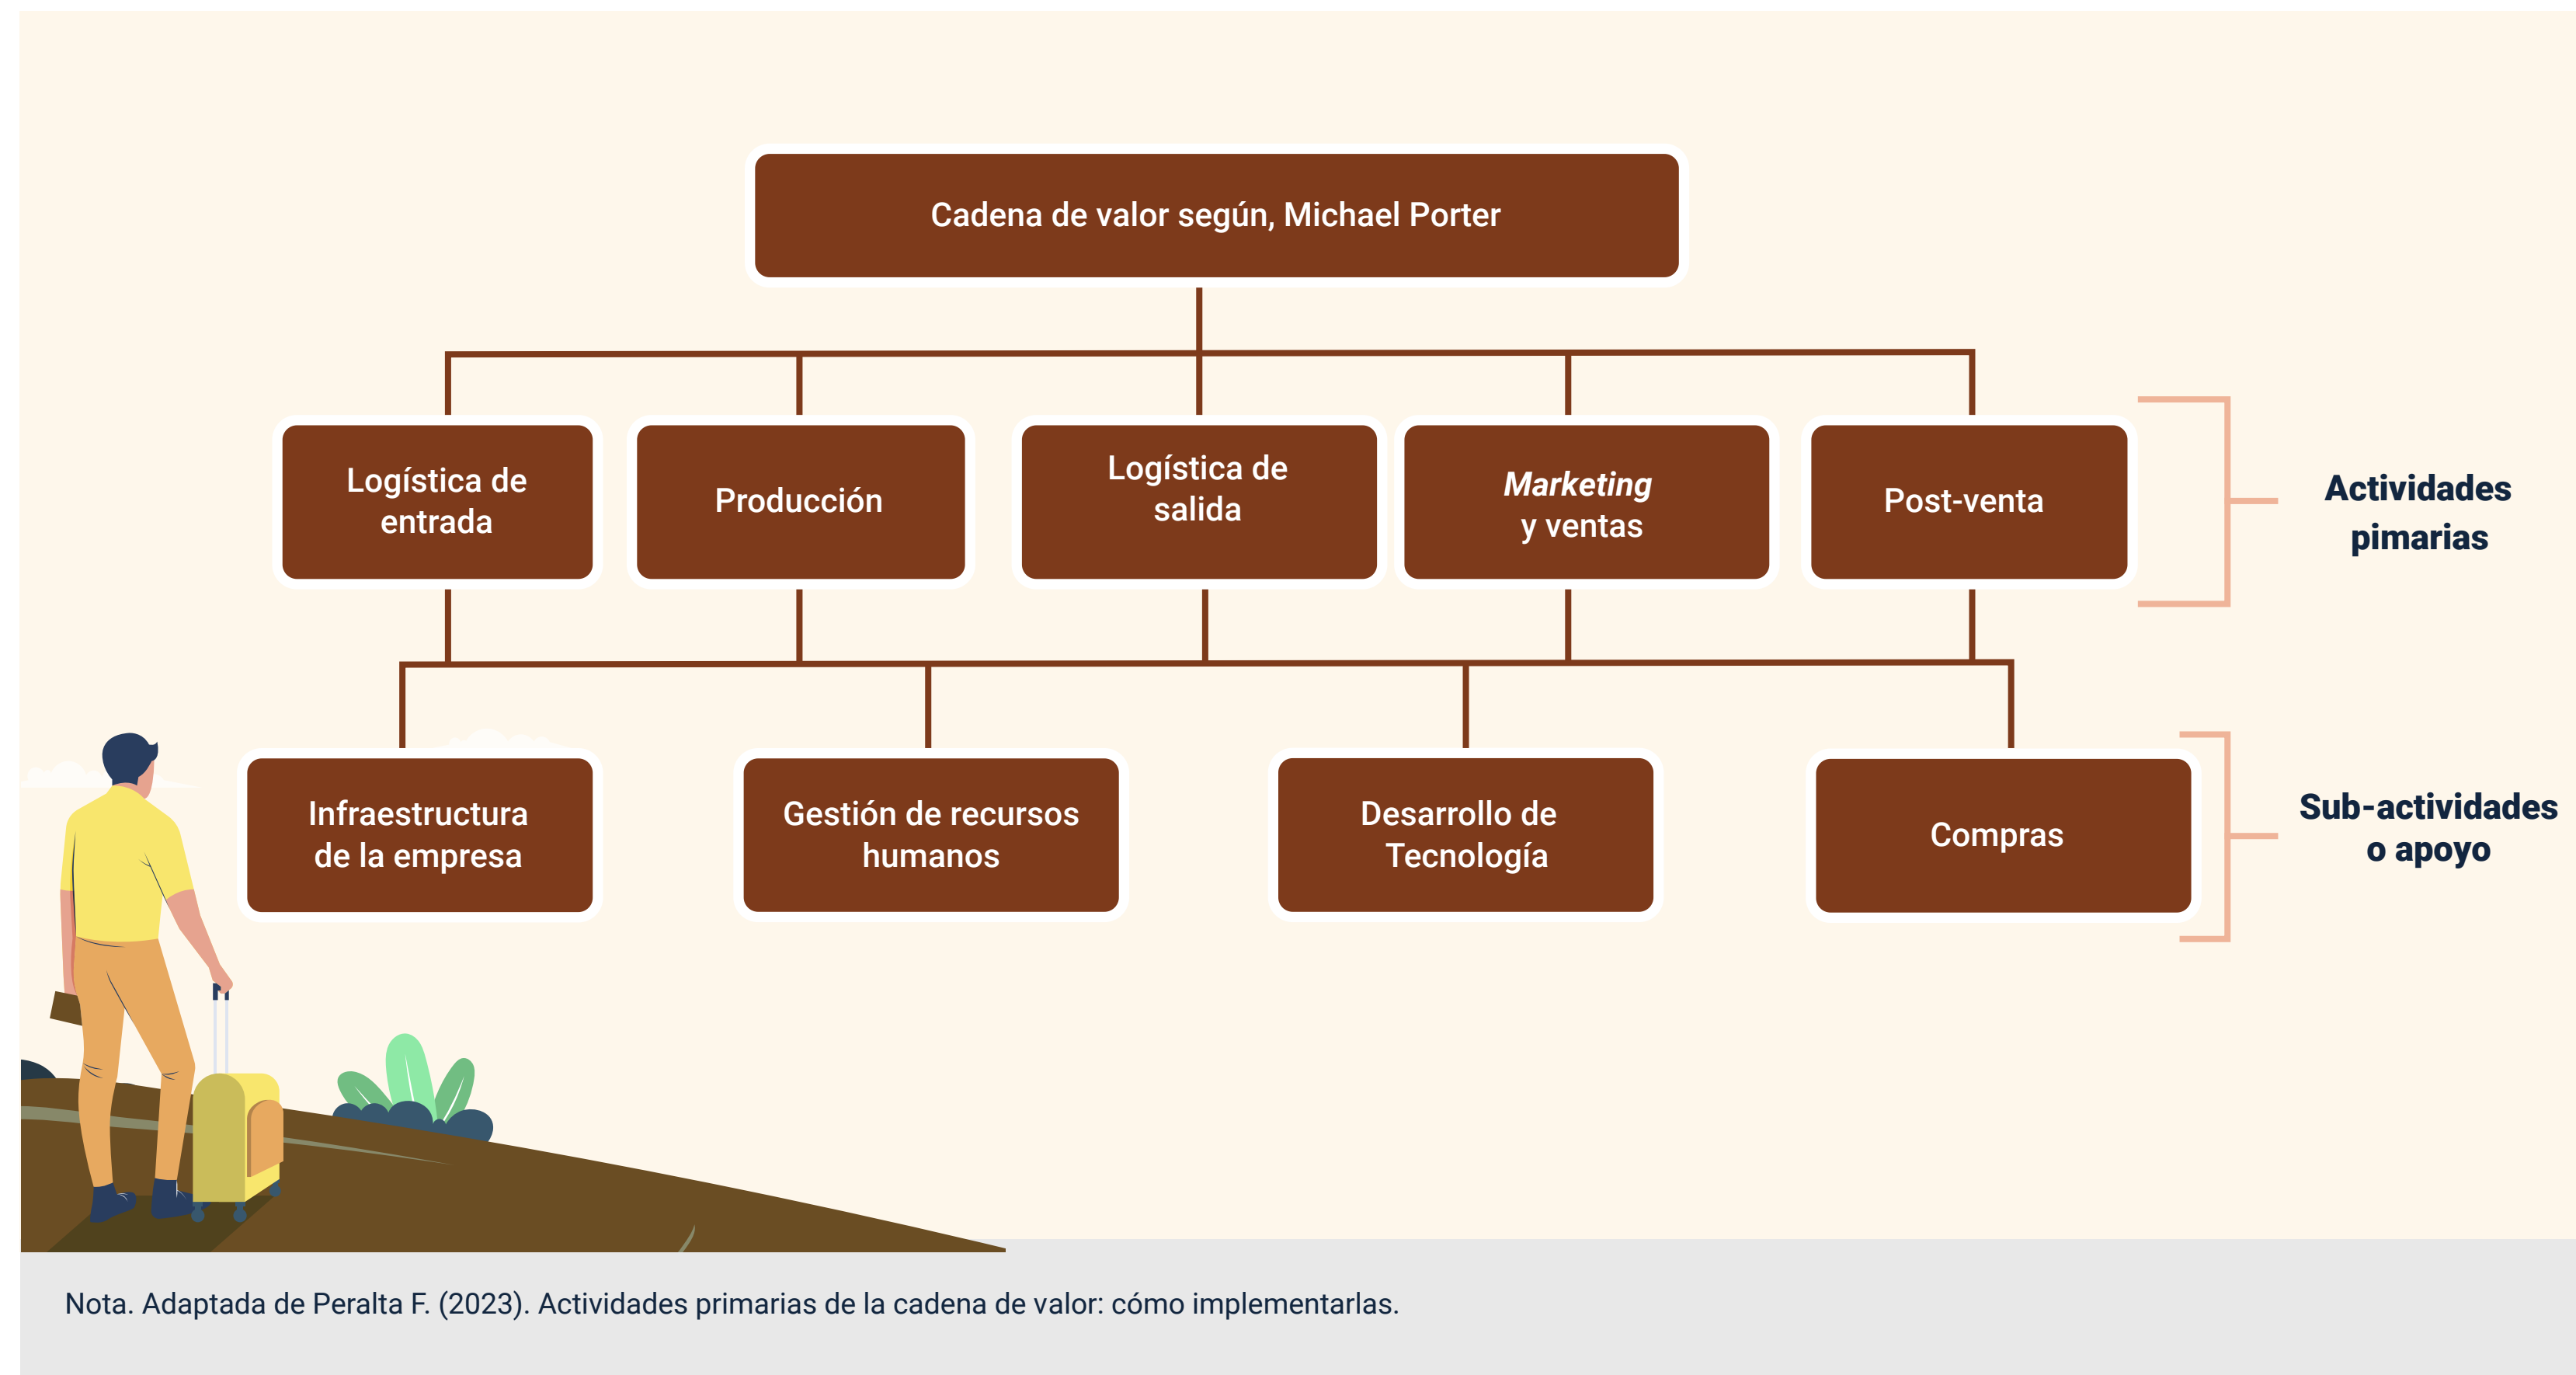 Cadena de valor según, Michael Porter
Logística de
entrada
Producción
Logística de
salida
Marketing
y ventas
Post-venta
Actividades
pimarias
Infraestructura
de la empresa
Gestión de recursos
humanos
Desarrollo de
Tecnología
Compras
Sub-actividades
o apoyo
Nota. Adaptada de Peralta F. (2023). Actividades primarias de la cadena de valor: cómo implementarlas.